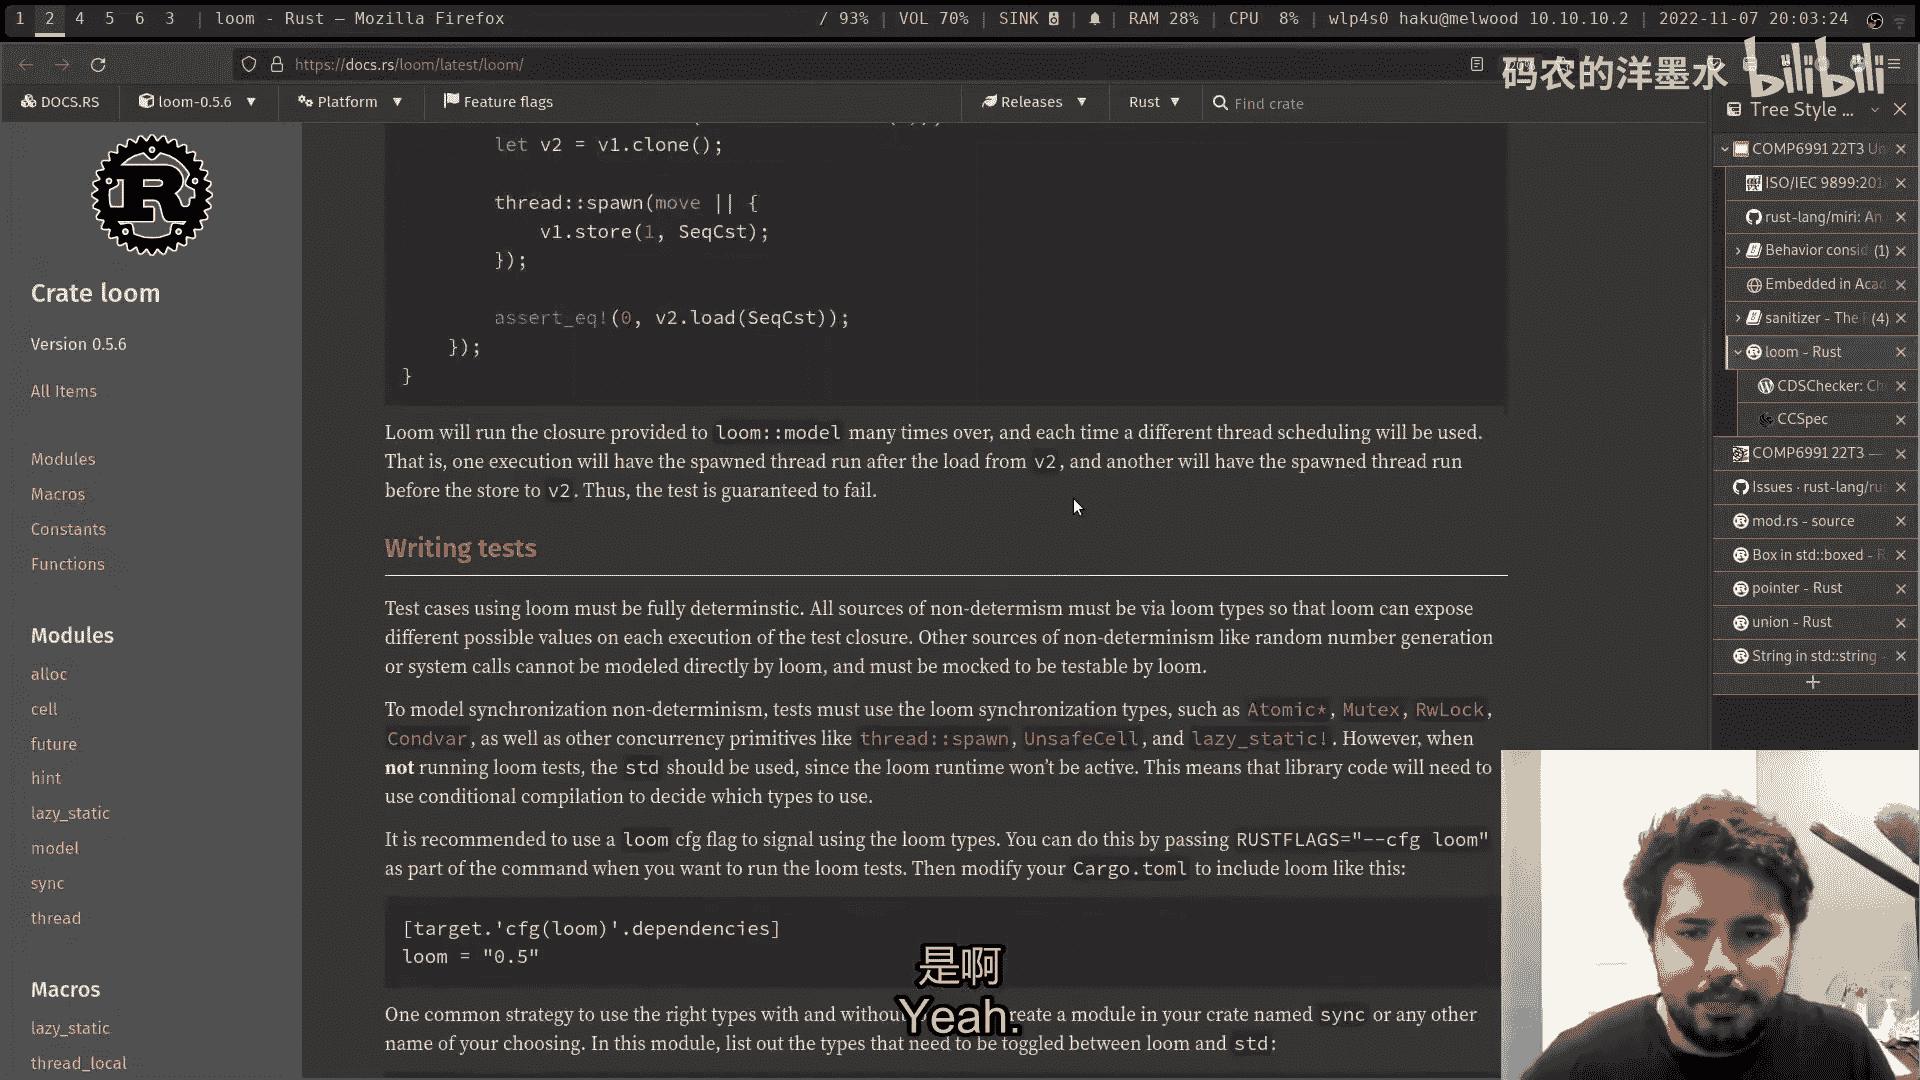 1 2 4 5 6 3 | loom - Rust — Mozilla Firefox
/ 93% | VOL 70% | SINK | RAM 28% | CPU 8% | wlp4s0 haku@melwood 10.10.10.2 | 2022-11-07 20:03:24
https://docs.rs/loom/latest/loom/
码农的洋墨水 bilibili
DOCS.RS loom-0.5.6 Platform Feature flags Releases Rust Find crate
Tree Style ...
Crate loom
Version 0.5.6
All Items
Modules
Macros
Constants
Functions
Modules
alloc
cell
future
hint
lazy_static
model
sync
thread
Macros
lazy_static
thread_local
let v2 = v1.clone();
thread::spawn(move || {
v1.store(1, SeqCst);
});
assert_eq!(0, v2.load(SeqCst));
});
}
Loom will run the closure provided to loom::model many times over, and each time a different thread scheduling will be used.
That is, one execution will have the spawned thread run after the load from v2, and another will have the spawned thread run
before the store to v2. Thus, the test is guaranteed to fail.
Writing tests
Test cases using loom must be fully determinstic. All sources of non-determism must be via loom types so that loom can expose
different possible values on each execution of the test closure. Other sources of non-determinism like random number generation
or system calls cannot be modeled directly by loom, and must be mocked to be testable by loom.
To model synchronization non-determinism, tests must use the loom synchronization types, such as Atomic*, Mutex, RwLock,
Condvar, as well as other concurrency primitives like thread::spawn, UnsafeCell, and lazy_static!. However, when
not running loom tests, the std should be used, since the loom runtime won't be active. This means that library code will need to
use conditional compilation to decide which types to use.
It is recommended to use a loom cfg flag to signal using the loom types. You can do this by passing RUSTFLAGS="--cfg loom"
as part of the command when you want to run the loom tests. Then modify your Cargo.toml to include loom like this:
[target.'cfg(loom)'.dependencies]
loom = "0.5"
One common strategy to use the right types with and without reate a module in your crate named sync or any other
name of your choosing. In this module, list out the types that need to be toggled between loom and std:
是啊
Yeah.
COMP6991 22T3 Un
ISO/IEC 9899:201
rust-lang/miri: An
Behavior consid (1)
Embedded in Acad
sanitizer - The (4)
loom - Rust
CDSChecker: Ch
CCSpec
COMP6991 22T3 —
Issues · rust-lang/ru
mod.rs - source
Box in std::boxed - R
pointer - Rust
union - Rust
String in std::string -